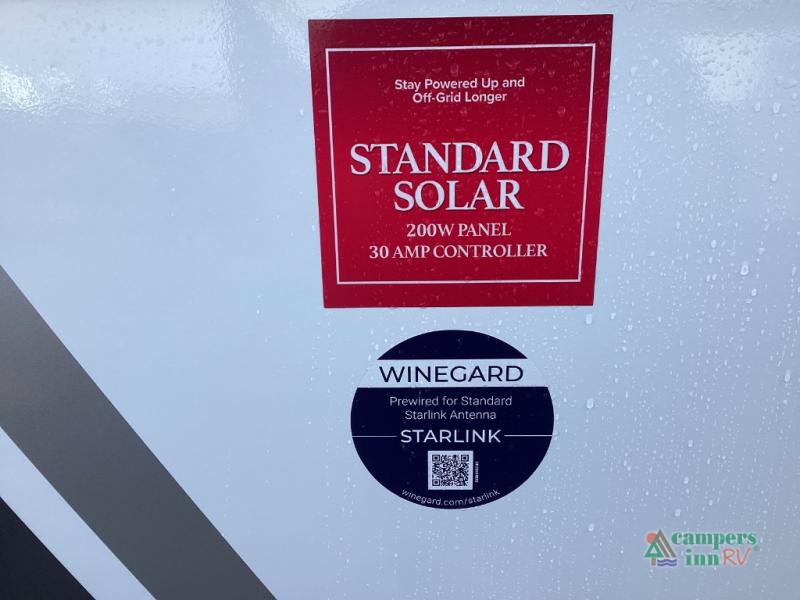 Stay Powered Up and
Off-Grid Longer
STANDARD
SOLAR
200W PANEL
30 AMP CONTROLLER
WINEGARD
Prewired for Standard
Starlink Antenna
STARLINK
winegard.com/starlink
campers
inn RV